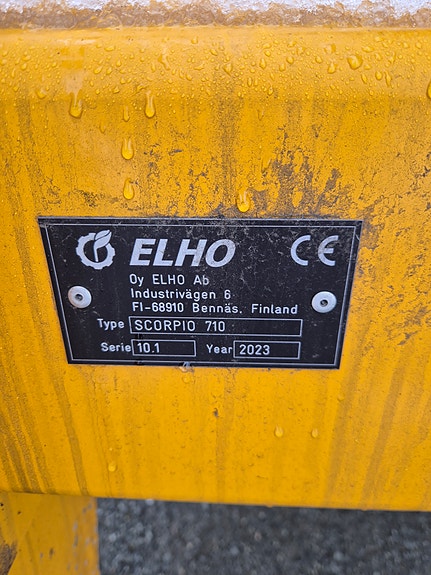 ELHO CE
Oy ELHO Ab
Industrivägen 6
FI-68910 Bennäs, Finland
Type SCORPIO 710
Serie 10.1 Year 2023